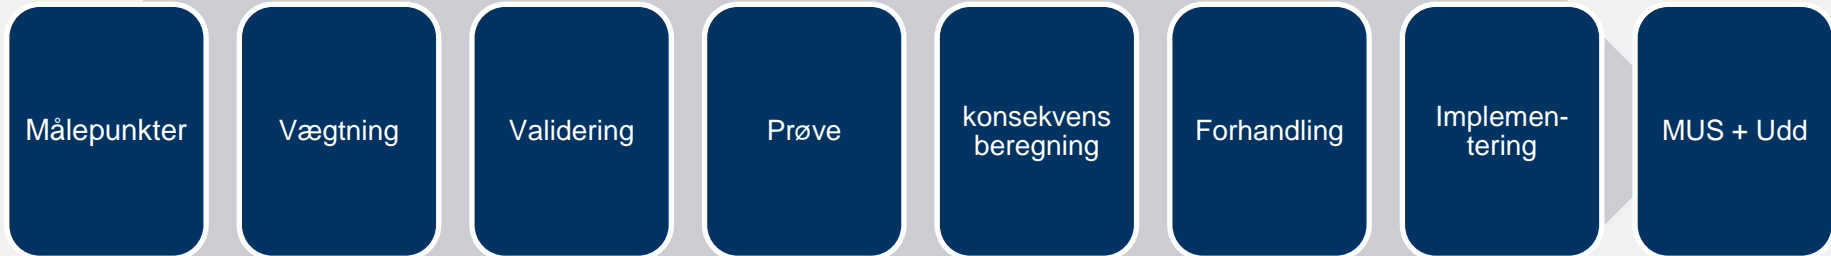 Målepunkter
Vægtning
Validering
Prøve
konsekvens
beregning
Forhandling
Implemen-
tering
MUS + Udd